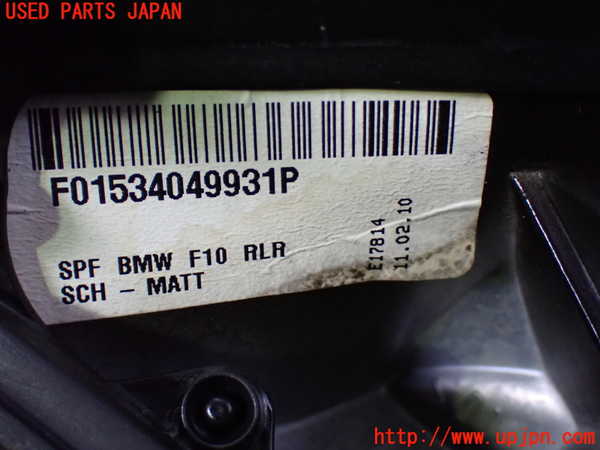 USED PARTS JAPAN
F01534049931P
SPF BMW F10 RLR
SCH - MATT
E17814
11.02.10
http://www.upjpn.com/